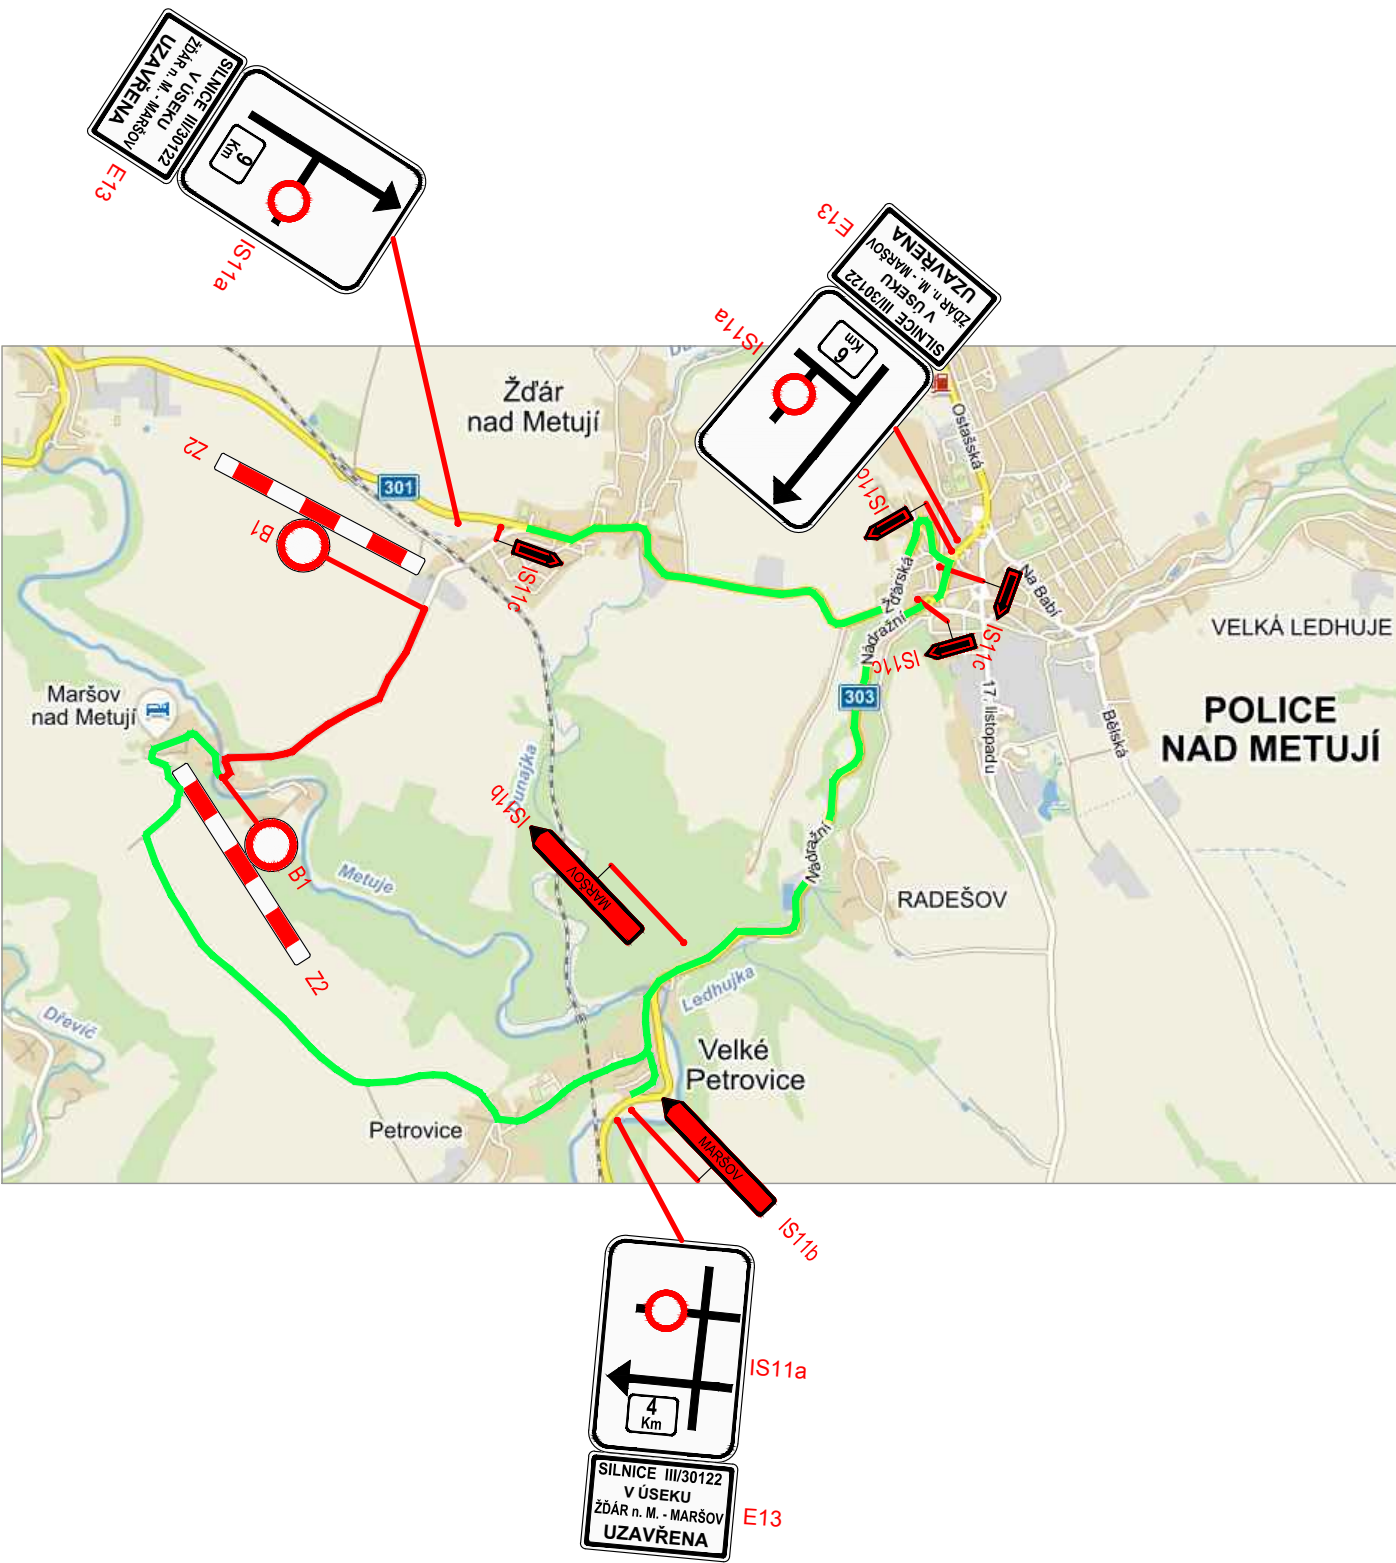 SILNICE III/30122
V ÚSEKU
ŽĎÁR n. M. - MARŠOV
UZAVŘENA
E13
9
Km
IS11a
E13
SILNICE III/30122
V ÚSEKU
ŽĎÁR n. M. - MARŠOV
UZAVŘENA
IS11a
6
Km
Žďár
nad Metují
Ostašská
Z2
301
B1
IS11c
IS11c
Žďárská
Na Babí
Nádražní
IS11c
IS11c
VELKÁ LEDHUJE
303
17. listopadu
Bělská
POLICE
NAD METUJÍ
Maršov
nad Metují
IS11b
MARŠOV
Nádražní
Metuje
B1
Z2
RADEŠOV
Ledhujka
Dřevíč
Velké
Petrovice
Petrovice
MARŠOV
IS11b
4
Km
IS11a
SILNICE III/30122
V ÚSEKU
ŽĎÁR n. M. - MARŠOV
UZAVŘENA
E13